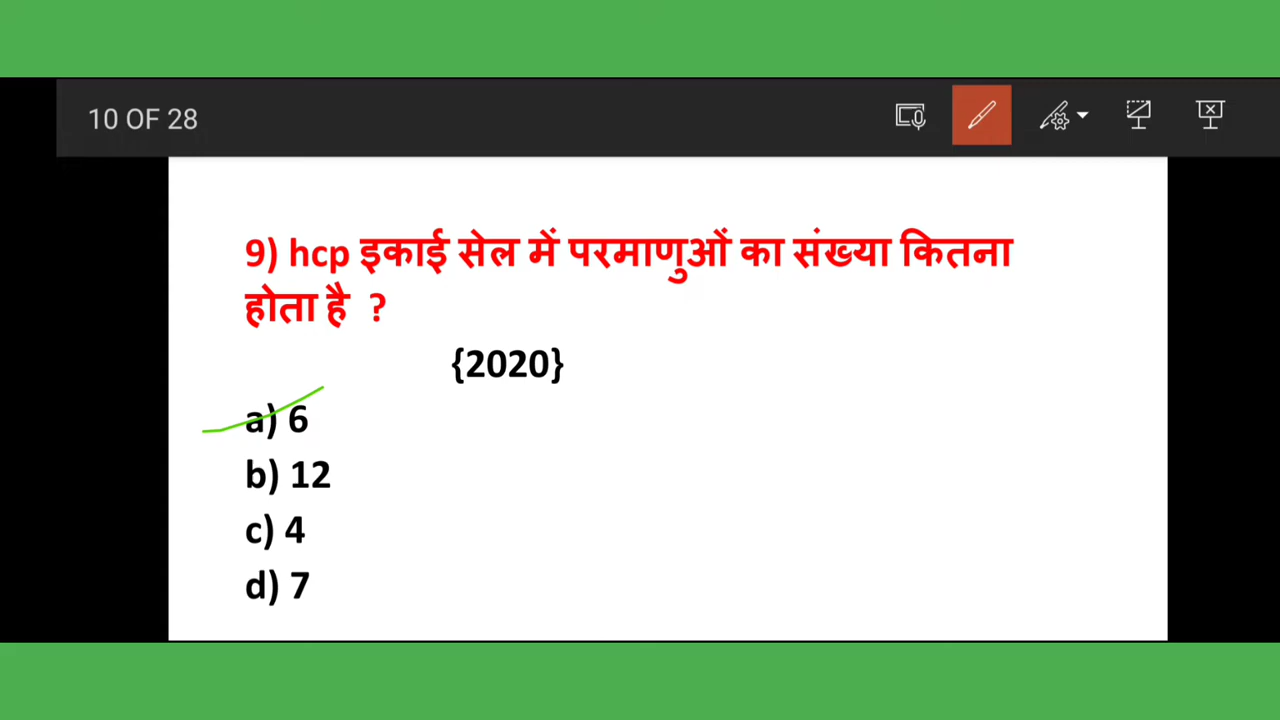 10 OF 28
9) hcp इकाई सेल में परमाणुओं का संख्या कितना
होता है ?
{2020}
a) 6
b) 12
c) 4
d) 7